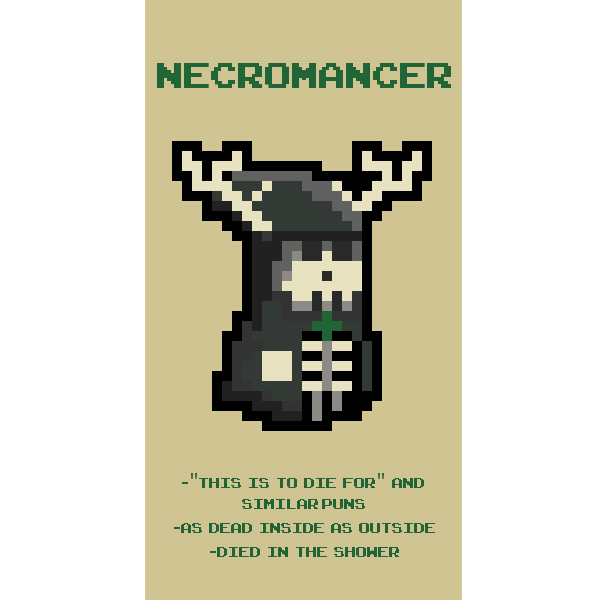 NECROMANCER
-"THIS IS TO DIE FOR" AND
SIMILAR PUNS
-AS DEAD INSIDE AS OUTSIDE
-DIED IN THE SHOWER